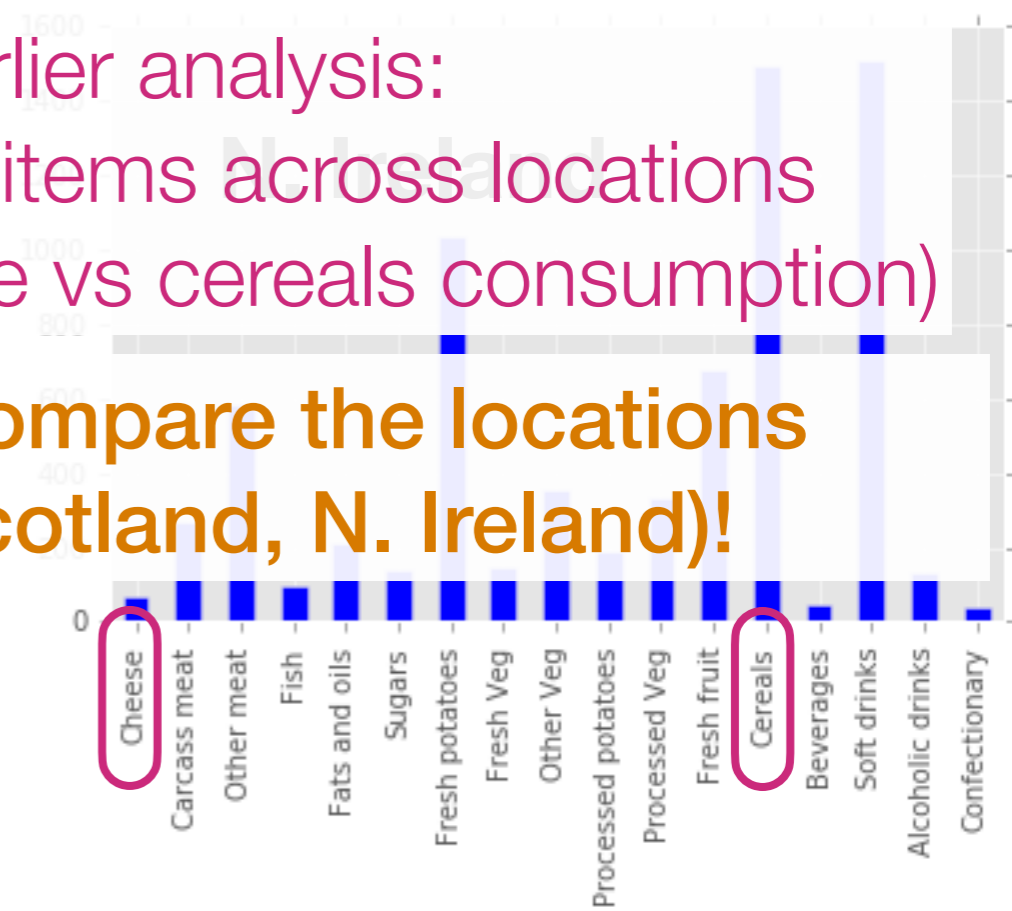 1600
rlier analysis:
1400
N. Ireland
items across locations
1000
e vs cereals consumption)
800
600
ompare the locations
400
cotland, N. Ireland)!
0
Cheese
Carcass meat
Other meat
Fish
Fats and oils
Sugars
Fresh potatoes
Fresh Veg
Other Veg
Processed potatoes
Processed Veg
Fresh fruit
Cereals
Beverages
Soft drinks
Alcoholic drinks
Confectionary